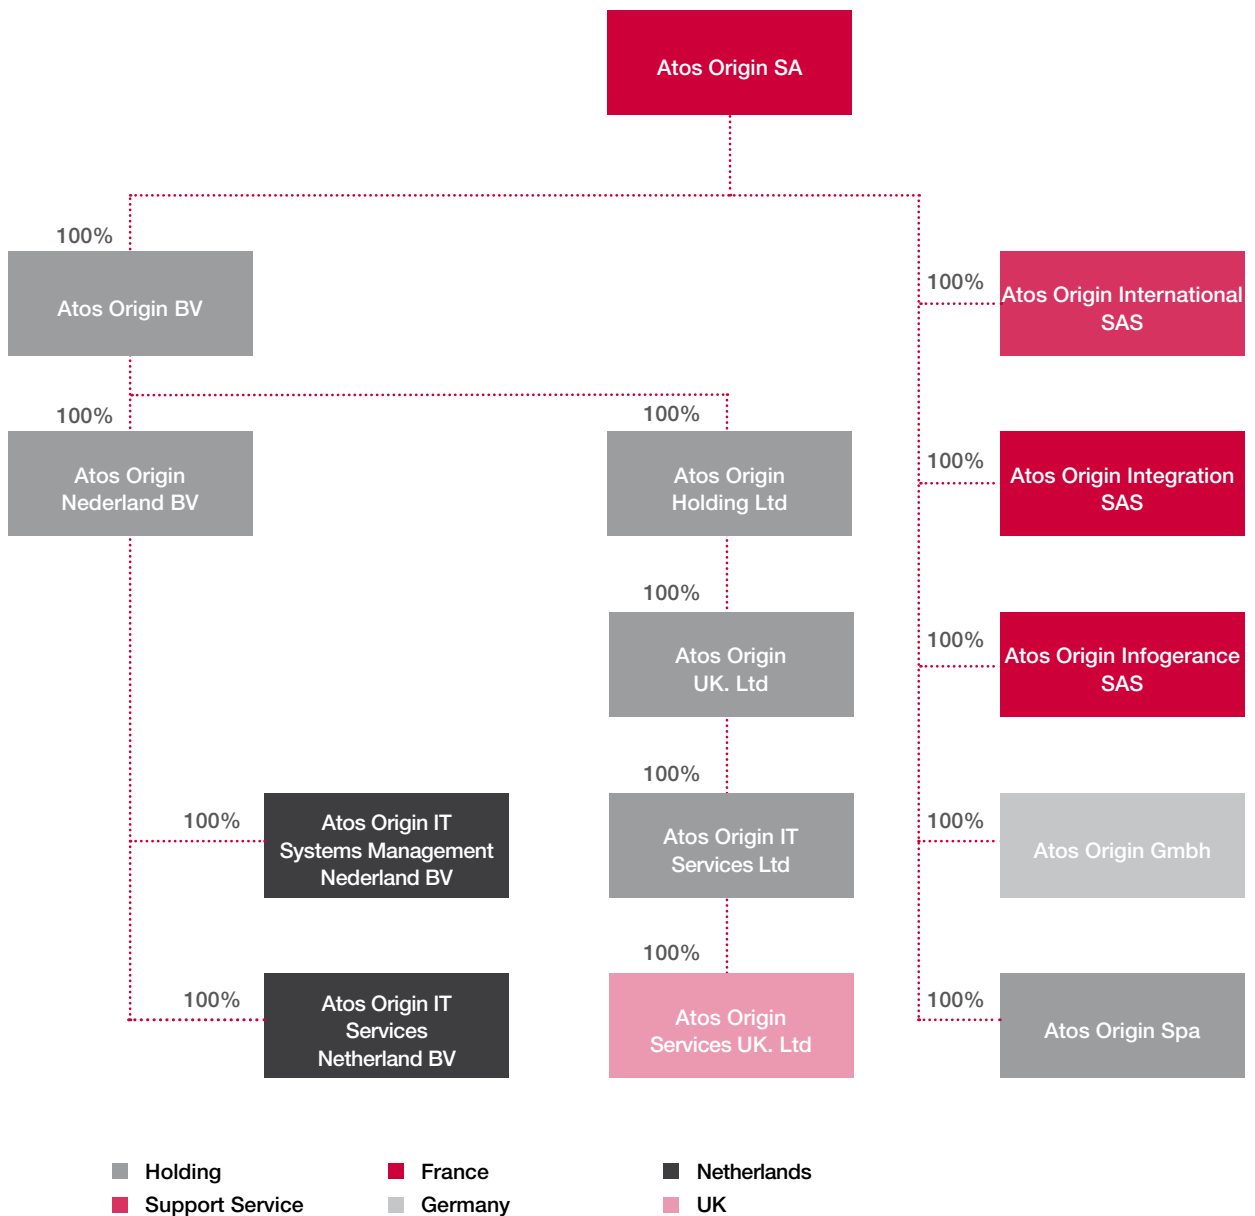 Atos Origin SA
100%
Atos Origin BV
100%
Atos Origin International
SAS
100%
Atos Origin
Nederland BV
100%
Atos Origin
Holding Ltd
100%
Atos Origin Integration
SAS
100%
Atos Origin
UK. Ltd
100%
Atos Origin Infogerance
SAS
100%
Atos Origin IT
Systems Management
Nederland BV
100%
Atos Origin IT
Services Ltd
100%
Atos Origin Gmbh
100%
Atos Origin IT
Services
Netherland BV
100%
Atos Origin
Services UK. Ltd
100%
Atos Origin Spa
Holding
France
Netherlands
Support Service
Germany
UK